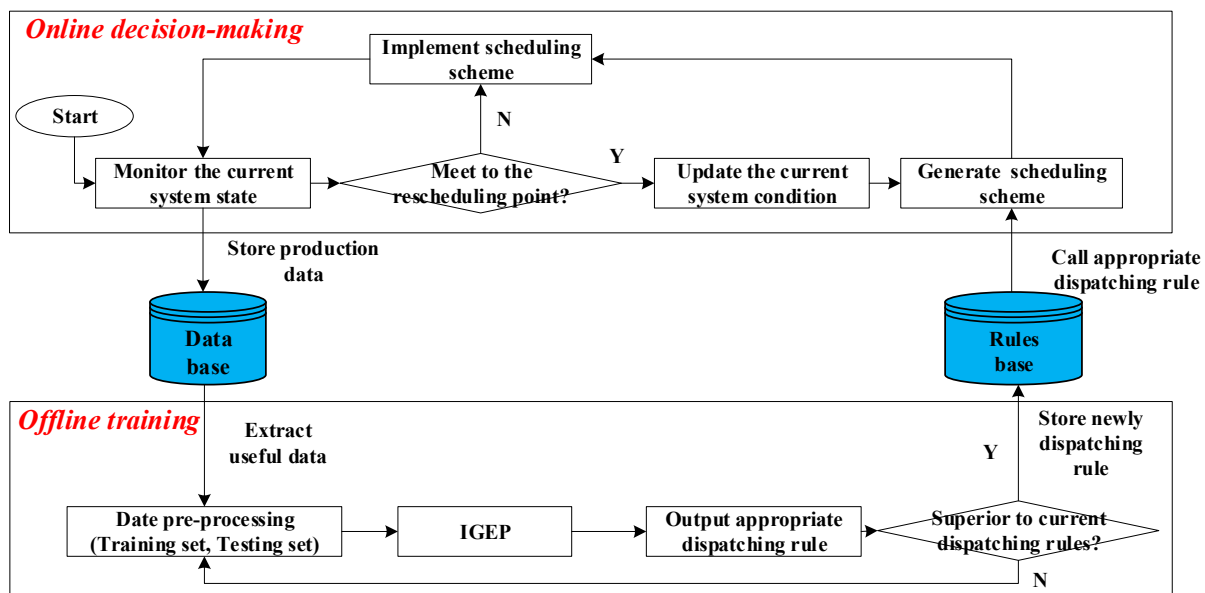 Online decision-making
Implement scheduling
scheme
Start
N
Monitor the current
system state
Meet to the
rescheduling point?
Y
Update the current
system condition
Generate scheduling
scheme
Store production
data
Call appropriate
dispatching rule
Data
base
Rules
base
Offline training
Extract
useful data
Store newly
dispatching
rule
Y
Date pre-processing
(Training set, Testing set)
IGEP
Output appropriate
dispatching rule
Superior to current
dispatching rules?
N